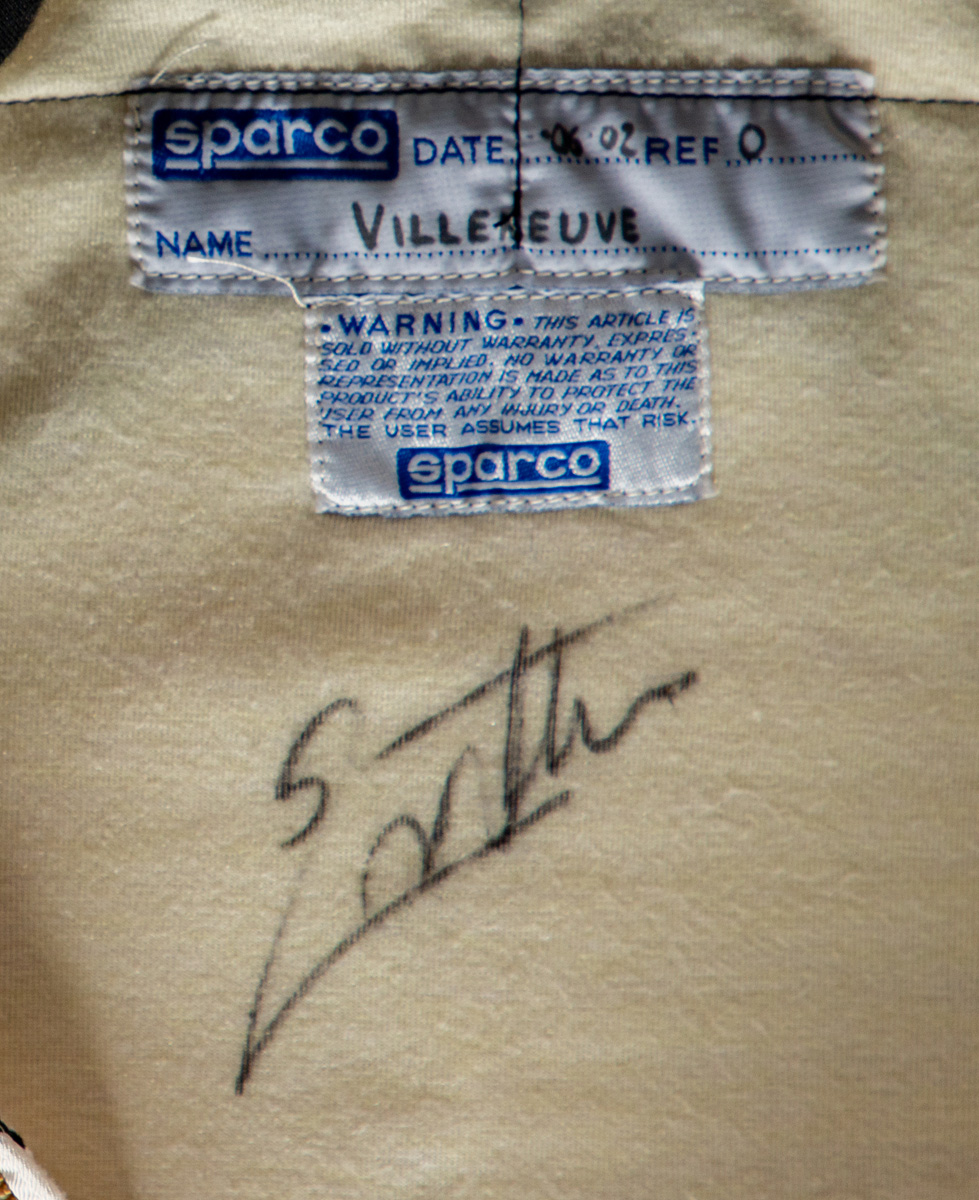 sparco DATE 06 02 REF. O
NAME VILLENEUVE
• WARNING • THIS ARTICLE IS
SOLD WITHOUT WARRANTY, EXPRES-
SED OR IMPLIED. NO WARRANTY OR
REPRESENTATION IS MADE AS TO THIS
PRODUCT'S ABILITY TO PROTECT THE
USER FROM ANY INJURY OR DEATH.
THE USER ASSUMES THAT RISK.
sparco